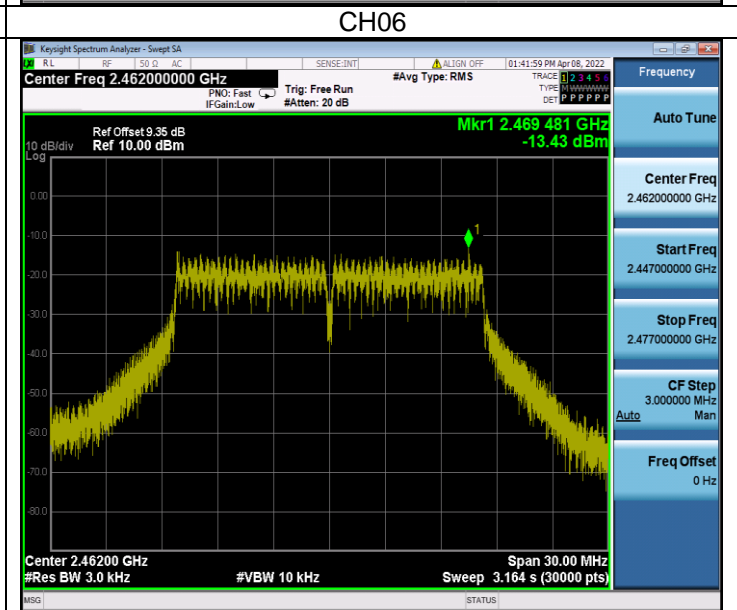 CH06
Keysight Spectrum Analyzer - Swept SA
RL RF 50 Ω AC SENSE:INT ALIGN OFF 01:41:59 PM Apr 08, 2022
Center Freq 2.462000000 GHz #Avg Type: RMS TRACE 1 2 3 4 5 6
PNO: Fast Trig: Free Run TYPE M WWWWW
IFGain:Low #Atten: 20 dB DET P P P P P P
Frequency
Mkr1 2.469 481 GHz
-13.43 dBm
Ref Offset 9.35 dB
10 dB/div Ref 10.00 dBm
Log
0.00
-10.0
-20.0
-30.0
-40.0
-50.0
-60.0
-70.0
-80.0
1
Center 2.46200 GHz Span 30.00 MHz
#Res BW 3.0 kHz #VBW 10 kHz Sweep 3.164 s (30000 pts)
Auto Tune
Center Freq
2.462000000 GHz
Start Freq
2.447000000 GHz
Stop Freq
2.477000000 GHz
CF Step
3.000000 MHz
Auto Man
Freq Offset
0 Hz
MSG STATUS